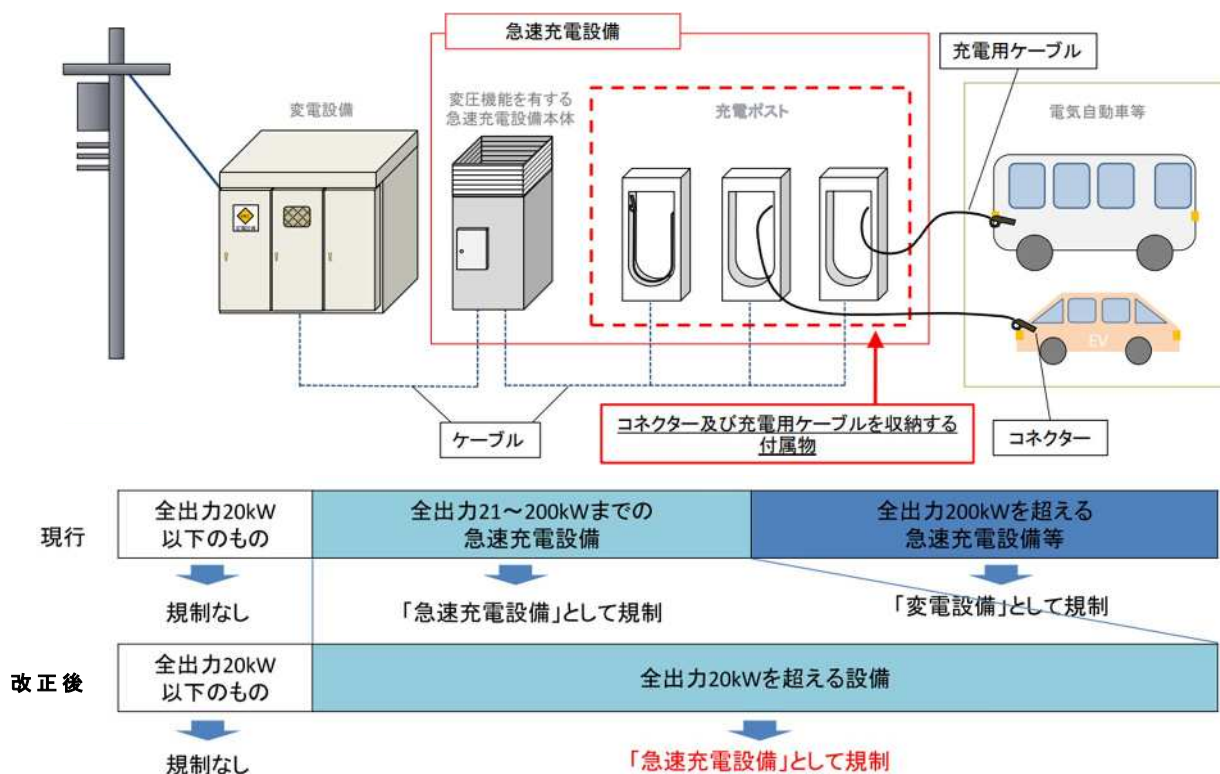 急速充電設備
充電用ケーブル
変電設備
変圧機能を有する
急速充電設備本体
充電ポスト
電気自動車等
EV
コネクター及び充電用ケーブルを収納する
付属物
ケーブル
コネクター
現行
全出力20kW
以下のもの
全出力21～200kWまでの
急速充電設備
全出力200kWを超える
急速充電設備等
規制なし
「急速充電設備」として規制
「変電設備」として規制
改正後
全出力20kW
以下のもの
全出力20kWを超える設備
規制なし
「急速充電設備」として規制